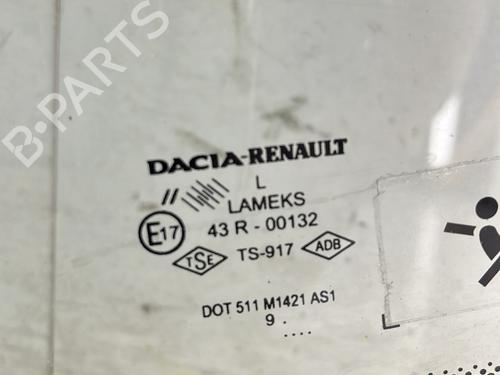 B-PARTS
DACIA-RENAULT
// L
LAMEKS
E17 43 R - 00132
TSE TS-917 ADB
DOT 511 M1421 AS1
9 .
....